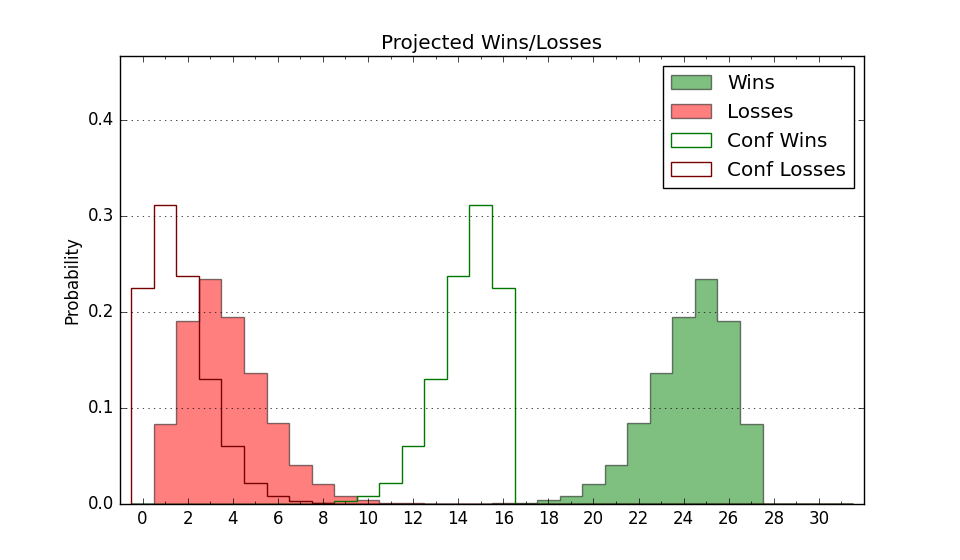 Projected Wins/Losses
Wins
Losses
Conf Wins
Conf Losses
Probability
0.4
0.3
0.2
0.1
0.0
0 2 4 6 8 10 12 14 16 18 20 22 24 26 28 30